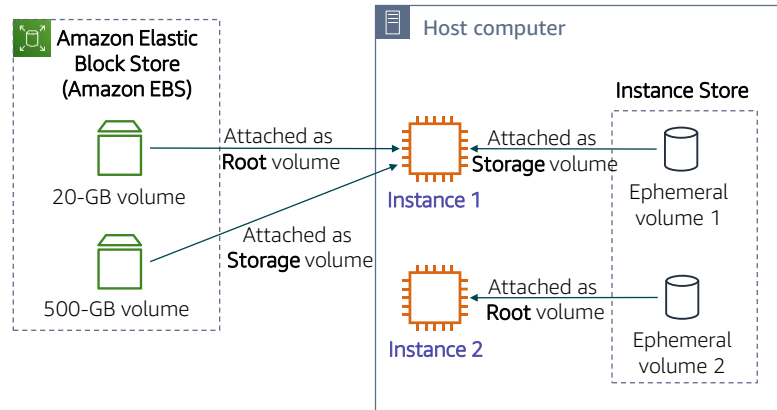 Amazon Elastic
Block Store
(Amazon EBS)
20-GB volume
500-GB volume
Attached as
Root volume
Attached as
Storage volume
Host computer
Instance 1
Instance 2
Attached as
Storage volume
Attached as
Root volume
Instance Store
Ephemeral
volume 1
Ephemeral
volume 2